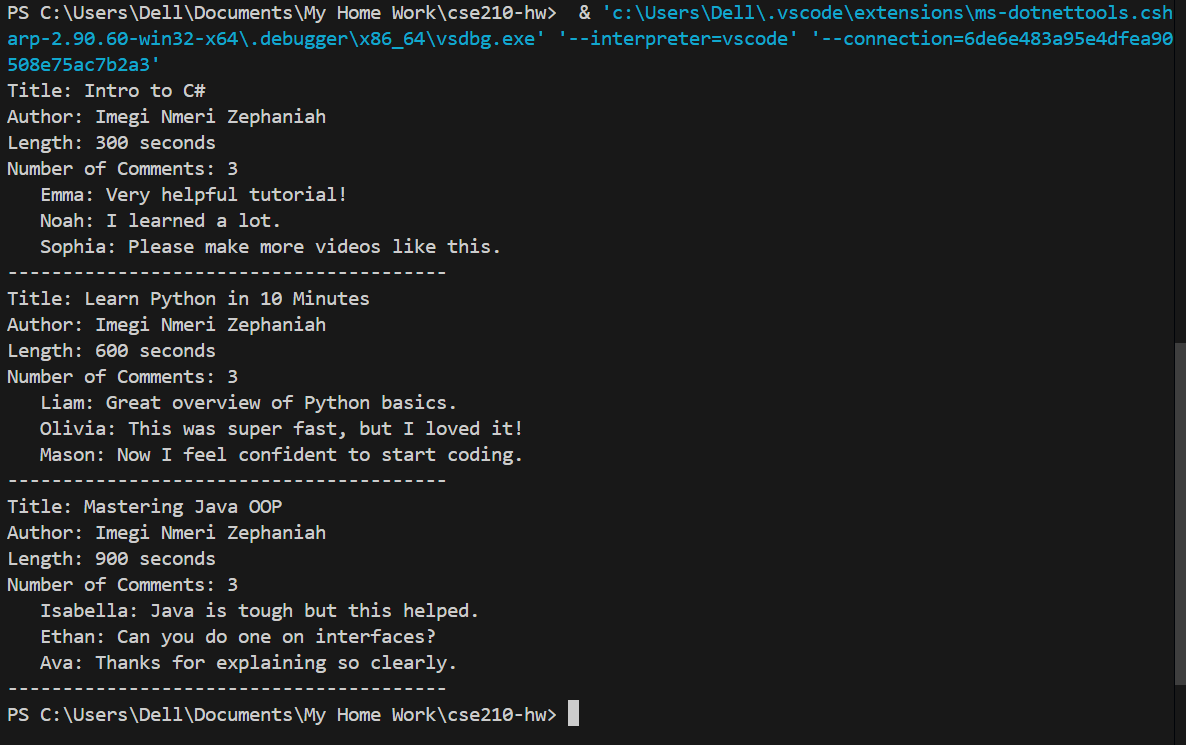 PS C:\Users\Dell\Documents\My Home Work\cse210-hw>  & 'c:\Users\Dell\.vscode\extensions\ms-dotnettools.csh
arp-2.90.60-win32-x64\.debugger\x86_64\vsdbg.exe' '--interpreter=vscode' '--connection=6de6e483a95e4dfea90
508e75ac7b2a3'
Title: Intro to C#
Author: Imegi Nmeri Zephaniah
Length: 300 seconds
Number of Comments: 3
   Emma: Very helpful tutorial!
   Noah: I learned a lot.
   Sophia: Please make more videos like this.
----------------------------------------
Title: Learn Python in 10 Minutes
Author: Imegi Nmeri Zephaniah
Length: 600 seconds
Number of Comments: 3
   Liam: Great overview of Python basics.
   Olivia: This was super fast, but I loved it!
   Mason: Now I feel confident to start coding.
----------------------------------------
Title: Mastering Java OOP
Author: Imegi Nmeri Zephaniah
Length: 900 seconds
Number of Comments: 3
   Isabella: Java is tough but this helped.
   Ethan: Can you do one on interfaces?
   Ava: Thanks for explaining so clearly.
----------------------------------------
PS C:\Users\Dell\Documents\My Home Work\cse210-hw>